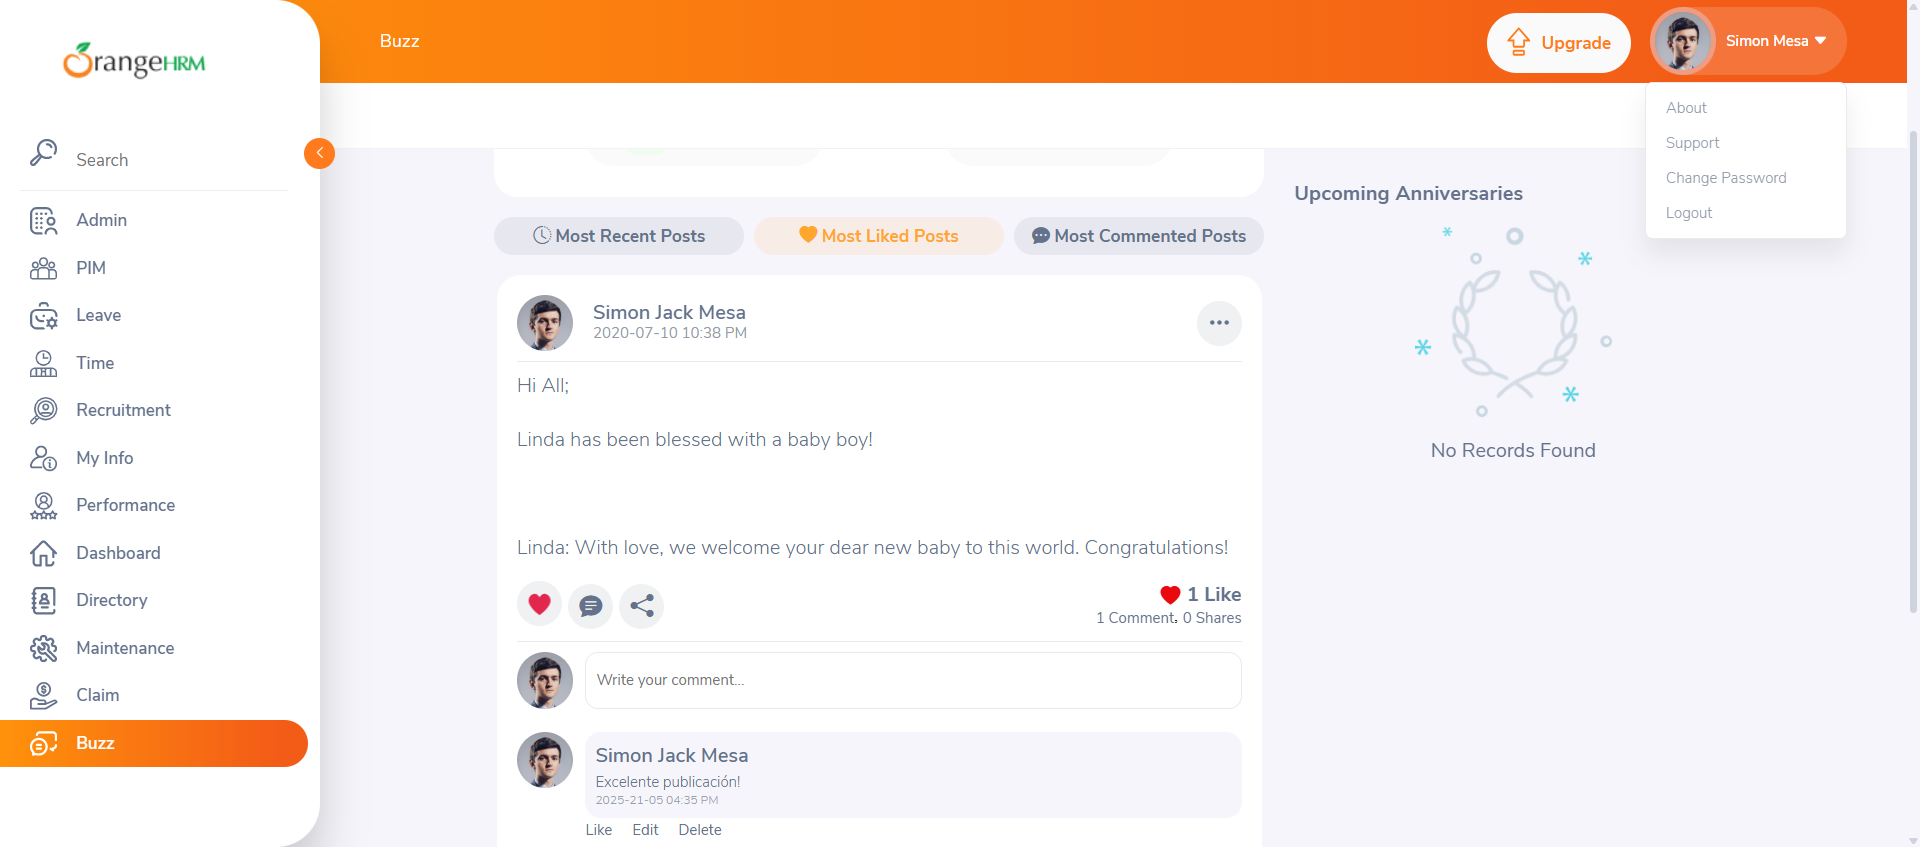 OrangeHRM
Search
Admin
PIM
Leave
Time
Recruitment
My Info
Performance
Dashboard
Directory
Maintenance
Claim
Buzz
Buzz
Upgrade
Simon Mesa
About
Support
Change Password
Logout
Most Recent Posts
Most Liked Posts
Most Commented Posts
Simon Jack Mesa
2020-07-10 10:38 PM
Hi All;
Linda has been blessed with a baby boy!
Linda: With love, we welcome your dear new baby to this world. Congratulations!
1 Like
1 Comment, 0 Shares
Write your comment...
Simon Jack Mesa
Excelente publicación!
2025-21-05 04:35 PM
Like Edit Delete
Upcoming Anniversaries
No Records Found